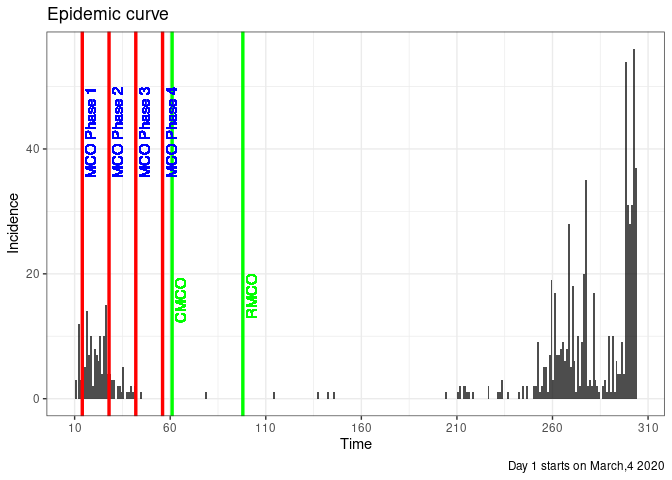 Epidemic curve
Incidence
40
20
0
MCO Phase 1
MCO Phase 2
MCO Phase 3
MCO Phase 4
CMCO
RMCO
10
60
110
160
210
260
310
Time
Day 1 starts on March,4 2020